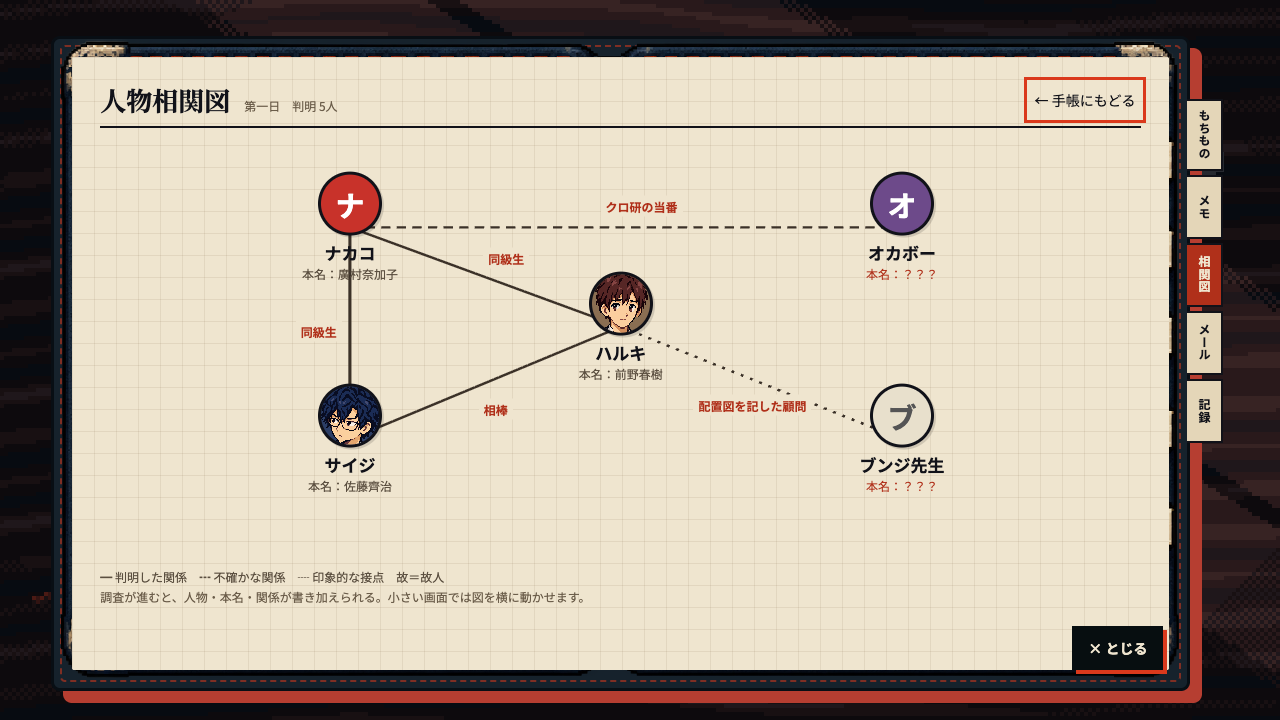 人物相関図 第一日 判明 5人
← 手帳にもどる
もちもの
メモ
相関図
メール
記録
ナ
ナカコ
本名：廣村奈加子
クロ研の当番
オ
オカボー
本名：？？？
同級生
ハルキ
本名：前野春樹
同級生
相棒
配置図を記した顧問
サイジ
本名：佐藤齊治
ブ
ブンジ先生
本名：？？？
━ 判明した関係 ┅ 不確かな関係 ┈ 印象的な接点 故＝故人
調査が進むと、人物・本名・関係が書き加えられる。小さい画面では図を横に動かせます。
× とじる